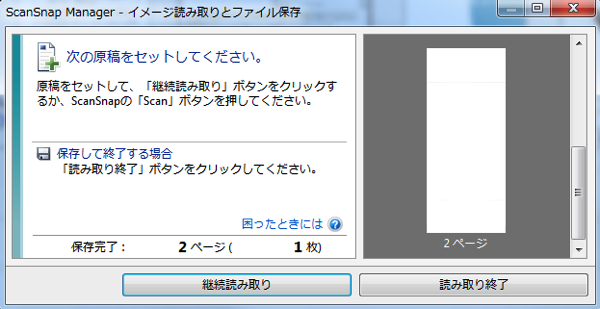 ScanSnap Manager - イメージ読み取りとファイル保存
次の原稿をセットしてください。
原稿をセットして、「継続読み取り」ボタンをクリックす
るか、ScanSnapの「Scan」ボタンを押してください。
保存して終了する場合
「読み取り終了」ボタンをクリックしてください。
困ったときには ?
保存完了： 2 ページ( 1 枚)
2 ページ
継続読み取り
読み取り終了